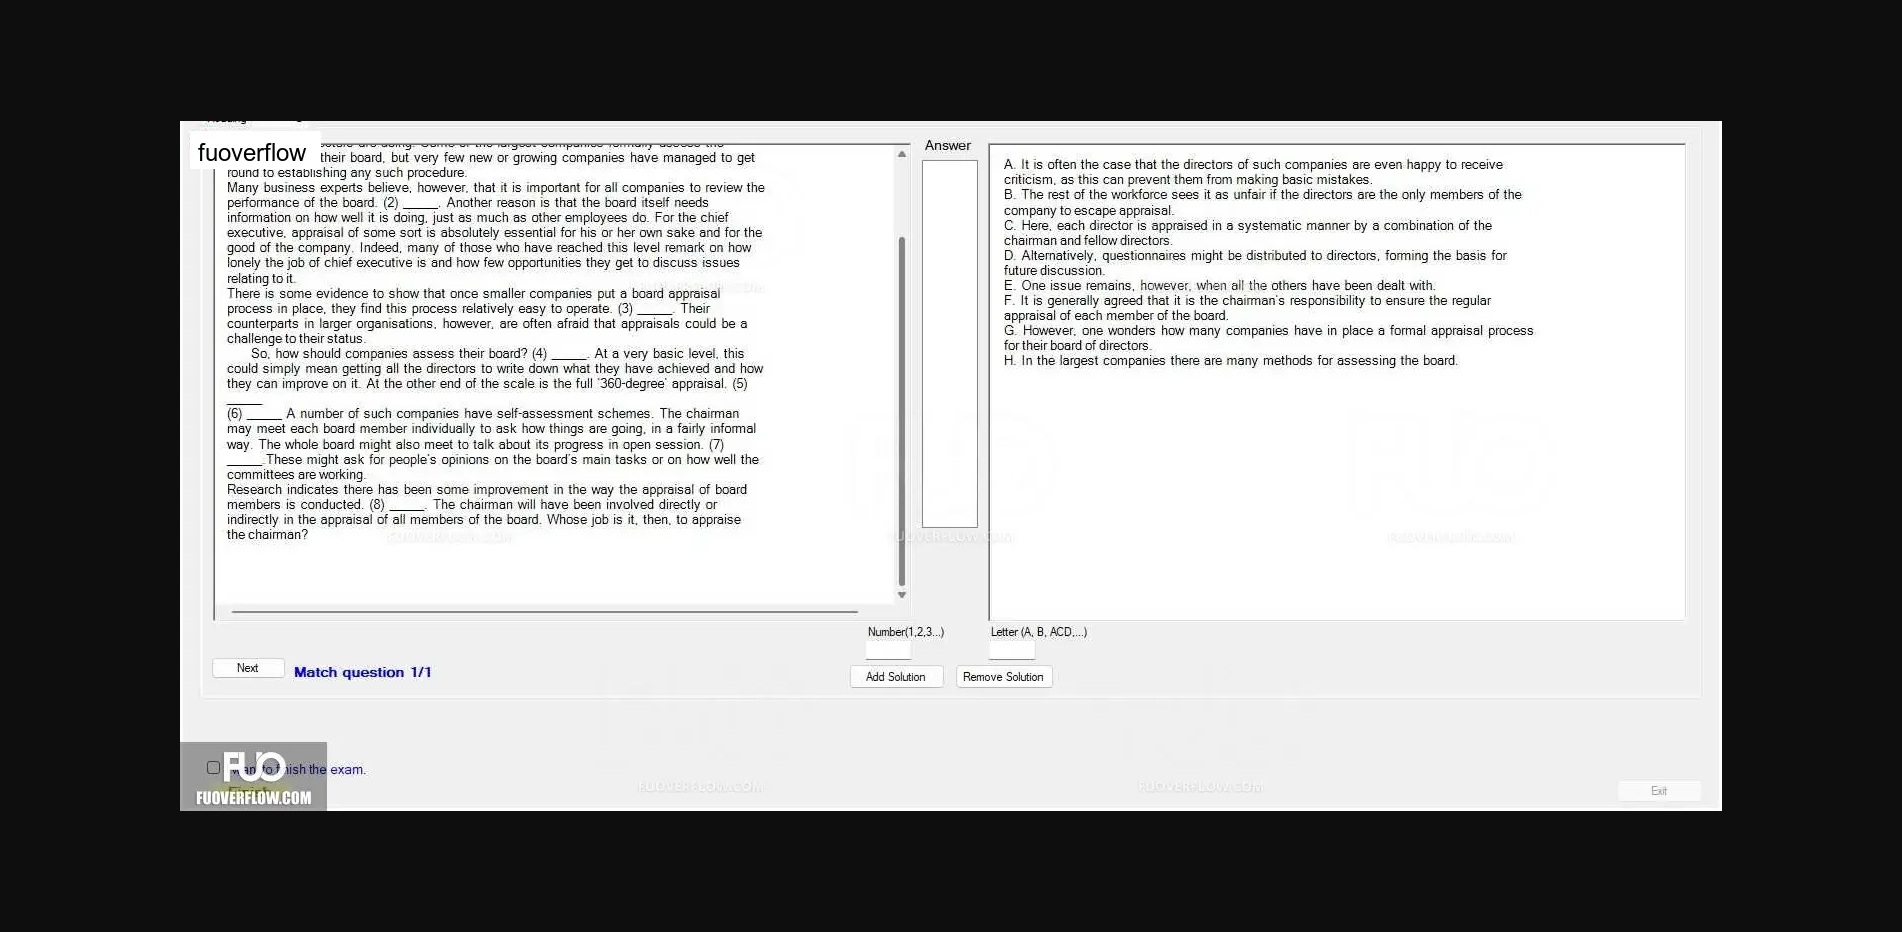 fuoverflow
their board, but very few new or growing companies have managed to get
round to establishing any such procedure.
Many business experts believe, however, that it is important for all companies to review the
performance of the board. (2) _____. Another reason is that the board itself needs
information on how well it is doing, just as much as other employees do. For the chief
executive, appraisal of some sort is absolutely essential for his or her own sake and for the
good of the company. Indeed, many of those who have reached this level remark on how
lonely the job of chief executive is and how few opportunities they get to discuss issues
relating to it.
There is some evidence to show that once smaller companies put a board appraisal
process in place, they find this process relatively easy to operate. (3) _____. Their
counterparts in larger organisations, however, are often afraid that appraisals could be a
challenge to their status.
So, how should companies assess their board? (4) _____. At a very basic level, this
could simply mean getting all the directors to write down what they have achieved and how
they can improve on it. At the other end of the scale is the full '360-degree' appraisal. (5)
_____
(6) _____ A number of such companies have self-assessment schemes. The chairman
may meet each board member individually to ask how things are going, in a fairly informal
way. The whole board might also meet to talk about its progress in open session. (7)
_____.These might ask for people's opinions on the board's main tasks or on how well the
committees are working.
Research indicates there has been some improvement in the way the appraisal of board
members is conducted. (8) _____. The chairman will have been involved directly or
indirectly in the appraisal of all members of the board. Whose job is it, then, to appraise
the chairman?
Answer
A. It is often the case that the directors of such companies are even happy to receive
criticism, as this can prevent them from making basic mistakes.
B. The rest of the workforce sees it as unfair if the directors are the only members of the
company to escape appraisal.
C. Here, each director is appraised in a systematic manner by a combination of the
chairman and fellow directors.
D. Alternatively, questionnaires might be distributed to directors, forming the basis for
future discussion.
E. One issue remains, however, when all the others have been dealt with.
F. It is generally agreed that it is the chairman's responsibility to ensure the regular
appraisal of each member of the board.
G. However, one wonders how many companies have in place a formal appraisal process
for their board of directors.
H. In the largest companies there are many methods for assessing the board.
Number(1,2,3...)
Letter (A, B, ACD,...)
Next
Match question 1/1
Add Solution
Remove Solution
FUO
want to finish the exam.
FUOVERFLOW.COM
FUOVERFLOW.COM
FUOVERFLOW.COM
Exit